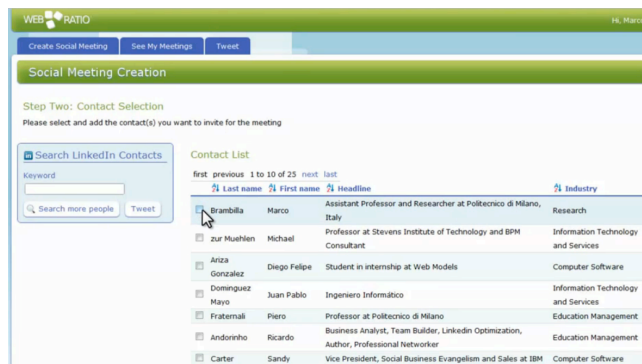 WEB RATIO
Hi, Marco
Create Social Meeting See My Meetings Tweet
Social Meeting Creation
Step Two: Contact Selection
Please select and add the contact(s) you want to invite for the meeting
in Search LinkedIn Contacts
Keyword
Search more people Tweet
Contact List
first previous 1 to 10 of 25 next last
Last name First name Headline Industry
Brambilla Marco Assistant Professor and Researcher at Politecnico di Milano, Italy Research
zur Muehlen Michael Professor at Stevens Institute of Technology and BPM Consultant Information Technology and Services
Ariza Gonzalez Diego Felipe Student in internship at Web Models Computer Software
Dominguez Mayo Juan Pablo Ingeniero Informático Information Technology and Services
Fraternali Piero Professor at Politecnico di Milano Education Management
Andorinho Ricardo Business Analyst, Team Builder, Linkedin Optimization, Author, Professional Networker Education Management
Carter Sandy Vice President, Social Business Evangelism and Sales at IBM Computer Software